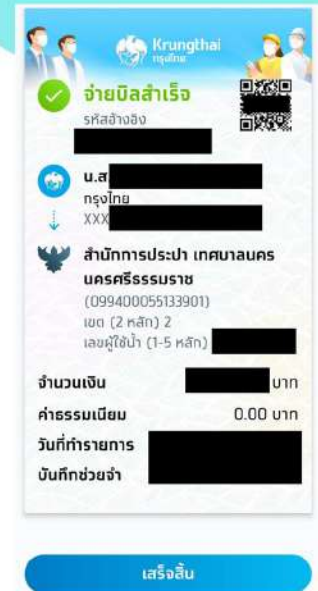 Krungthai
กรุงไทย
จ่ายบิลสำเร็จ
รหัสอ้างอิง
น.ส
กรุงไทย
XXX
สำนักการประปา เทศบาลนคร
นครศรีธรรมราช
(099400055133901)
เขต (2 หลัก) 2
เลขผู้ใช้น้ำ (1-5 หลัก)
จำนวนเงิน บาท
ค่าธรรมเนียม 0.00 บาท
วันที่ทำรายการ
บันทึกช่วยจำ
เสร็จสิ้น